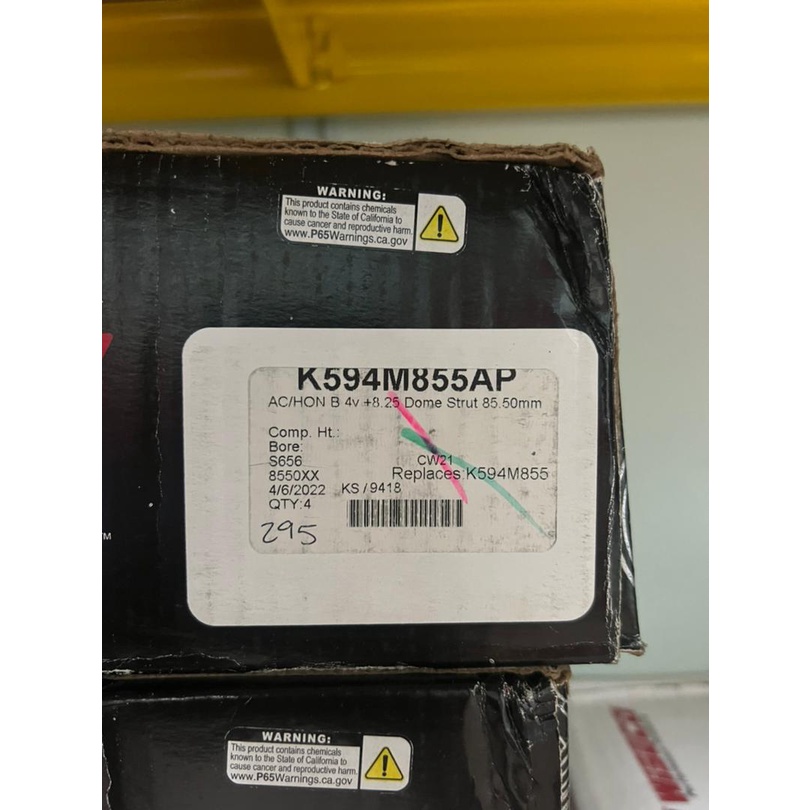 WARNING:
This product contains chemicals
known to the State of California to
cause cancer and reproductive harm.
www.P65Warnings.ca.gov
K594M855AP
AC/HON B 4v +8.25 Dome Strut 85.50mm
Comp. Ht.:
Bore:
S656 CW21
8550XX Replaces:K594M855
4/6/2022 KS / 9418
QTY:4
295
TM
WARNING:
This product contains chemicals
known to the State of California to
cause cancer and reproductive harm.
www.P65Warnings.ca.gov